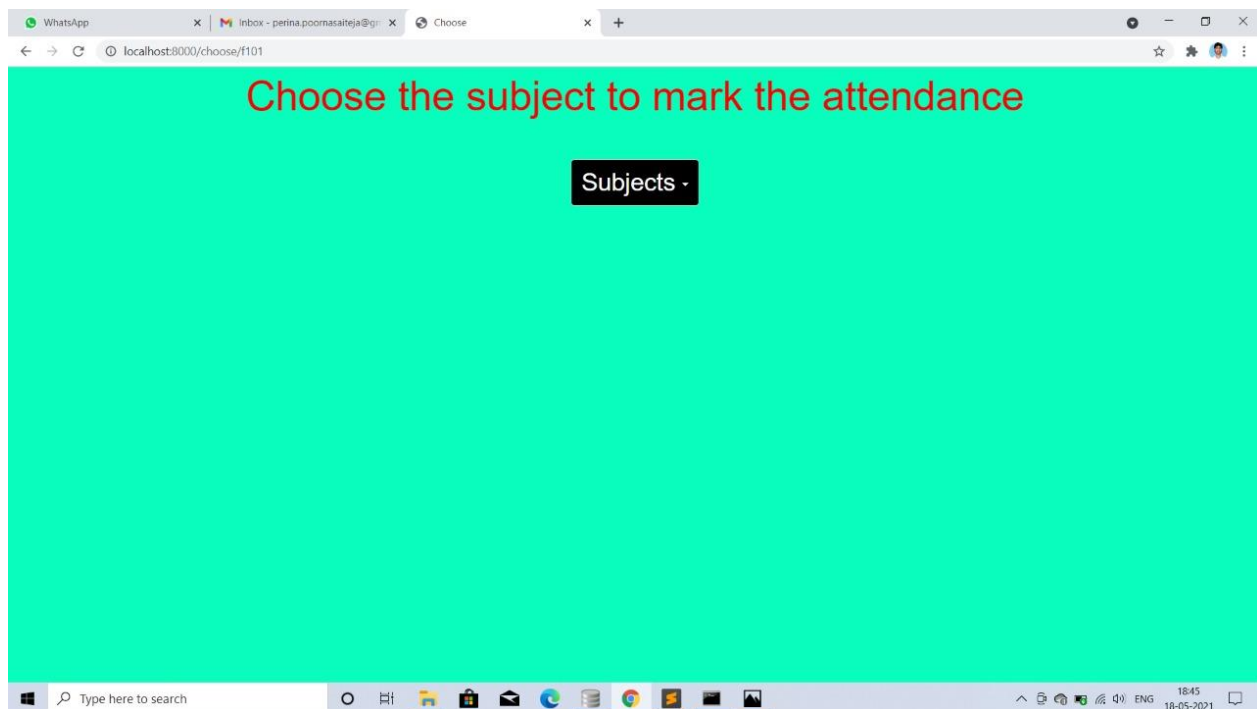 WhatsApp
Inbox - perina.poornasaiteja@gm
Choose
localhost:8000/choose/f101
Choose the subject to mark the attendance
Subjects
Type here to search
ENG
18:45
18-05-2021